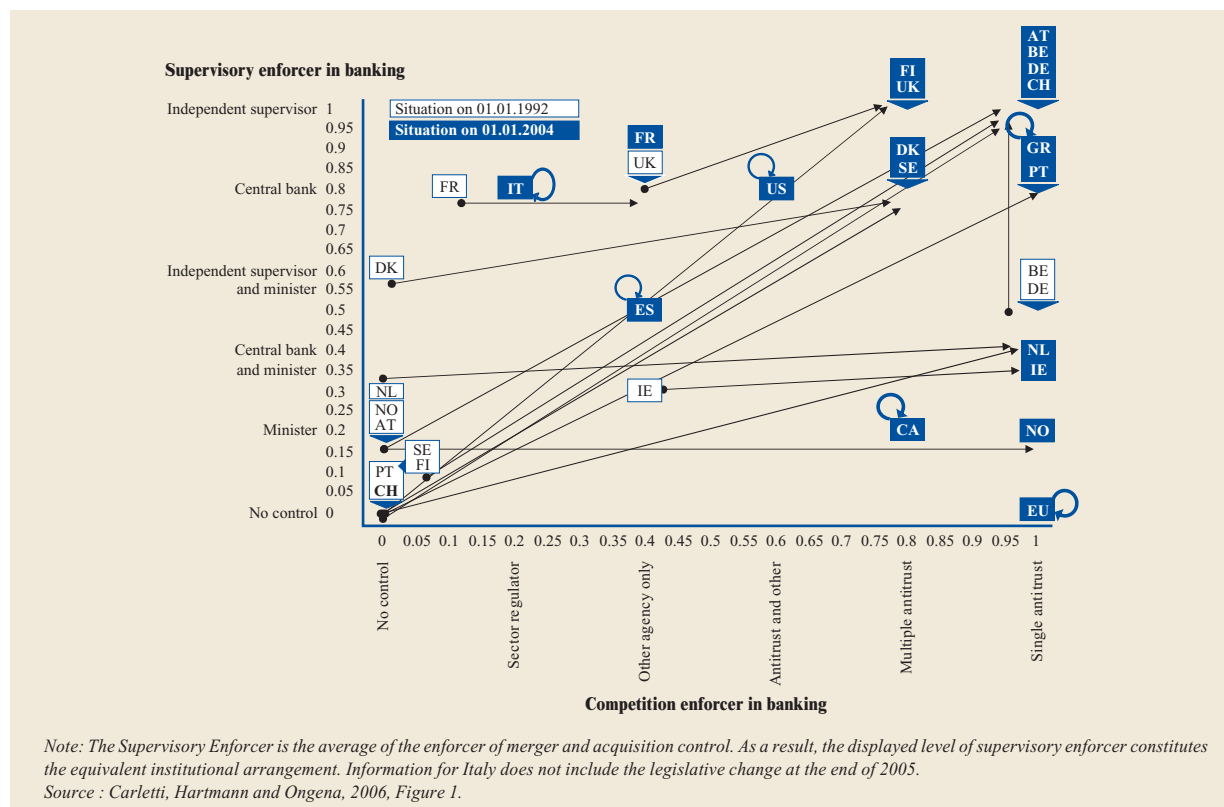 Supervisory enforcer in banking
Independent supervisor 1
0.95
0.9
0.85
Central bank 0.8
0.75
0.7
0.65
Independent supervisor 0.6
and minister 0.55
0.5
0.45
Central bank 0.4
and minister 0.35
0.3
0.25
Minister 0.2
0.15
0.1
0.05
No control 0
Situation on 01.01.1992
Situation on 01.01.2004
AT
BE
DE
CH
FI
UK
FR
UK
DK
SE
GR
PT
FR
IT
US
DK
BE
DE
ES
NL
IE
NL
IE
NO
AT
CA
NO
SE
FI
PT
CH
EU
0 0.05 0.1 0.15 0.2 0.25 0.3 0.35 0.4 0.45 0.5 0.55 0.6 0.65 0.7 0.75 0.8 0.85 0.9 0.95 1
No control
Sector regulator
Other agency only
Antitrust and other
Multiple antitrust
Single antitrust
Competition enforcer in banking
Note: The Supervisory Enforcer is the average of the enforcer of merger and acquisition control. As a result, the displayed level of supervisory enforcer constitutes
the equivalent institutional arrangement. Information for Italy does not include the legislative change at the end of 2005.
Source : Carletti, Hartmann and Ongena, 2006, Figure 1.